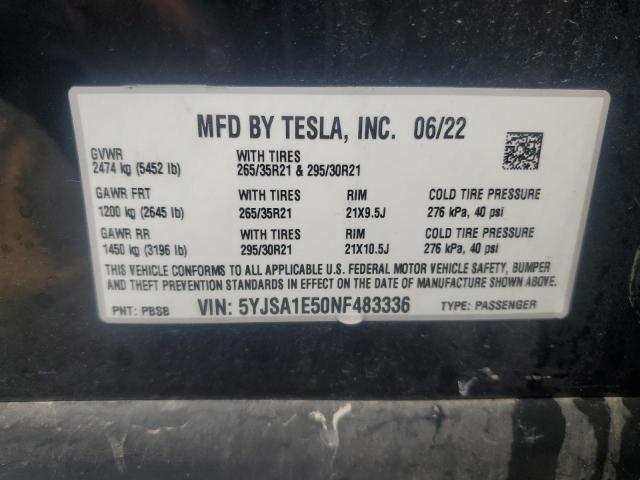 MFD BY TESLA, INC. 06/22
GVWR WITH TIRES
2474 kg (5452 lb) 265/35R21 & 295/30R21
GAWR FRT WITH TIRES RIM COLD TIRE PRESSURE
1200 kg (2645 lb) 265/35R21 21X9.5J 276 kPa, 40 psi
GAWR RR WITH TIRES RIM COLD TIRE PRESSURE
1450 kg (3196 lb) 295/30R21 21X10.5J 276 kPa, 40 psi
THIS VEHICLE CONFORMS TO ALL APPLICABLE U.S. FEDERAL MOTOR VEHICLE SAFETY, BUMPER
AND THEFT PREVENTION STANDARDS IN EFFECT ON THE DATE OF MANUFACTURE SHOWN ABOVE.
PNT: PBSB VIN: 5YJSA1E50NF483336 TYPE: PASSENGER